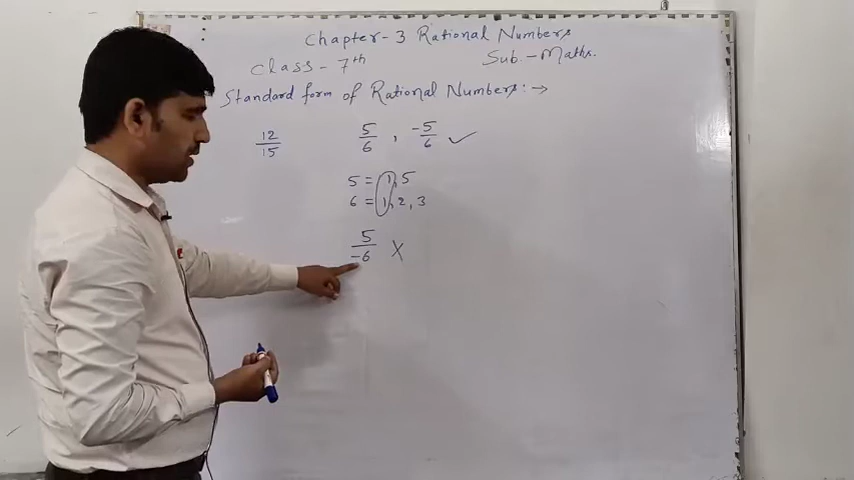 Chapter-3 Rational Numbers
Class-7th Sub.-Maths.
Standard form of Rational Numbers:→
12/15 5/6, -5/6 ✓
5 = 1, 5
6 = 1, 2, 3
5/-6 X